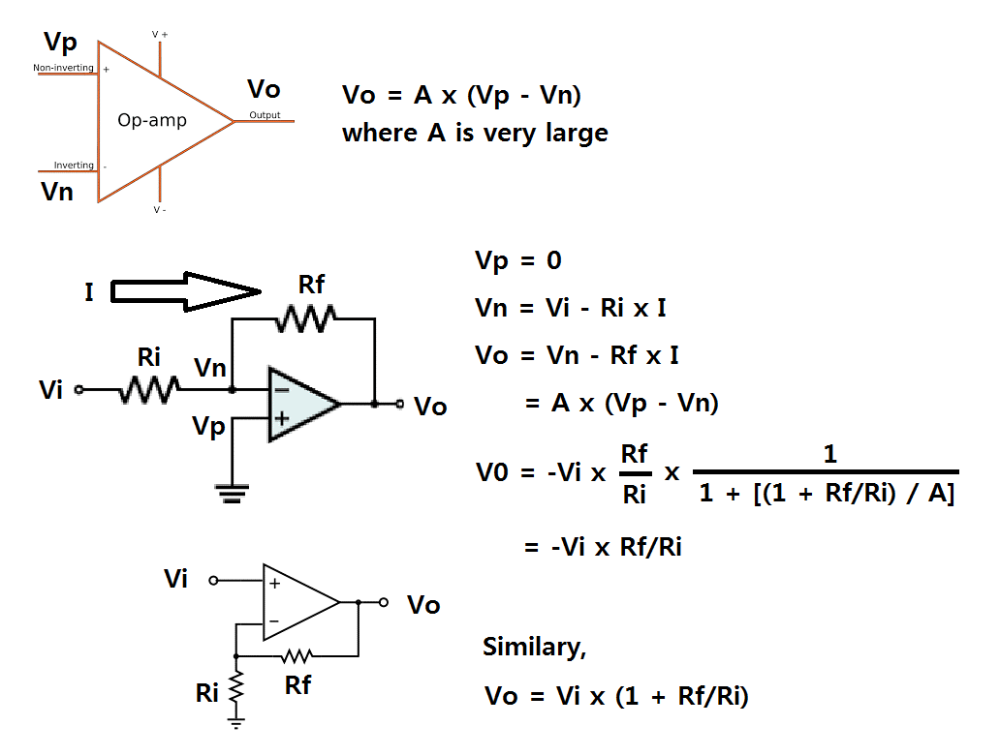 Vp
V +
Non-inverting +
Vo
Output
Op-amp
Inverting -
Vn
V -
Vo = A x (Vp - Vn)
where A is very large
I
Rf
Ri
Vn
Vi
−
+
Vp
Vo
Vp = 0
Vn = Vi - Ri x I
Vo = Vn - Rf x I
= A x (Vp - Vn)
V0 = -Vi x Rf/Ri x 1/1 + [(1 + Rf/Ri) / A]
= -Vi x Rf/Ri
Vi
+
−
Vo
Ri
Rf
Similary,
Vo = Vi x (1 + Rf/Ri)